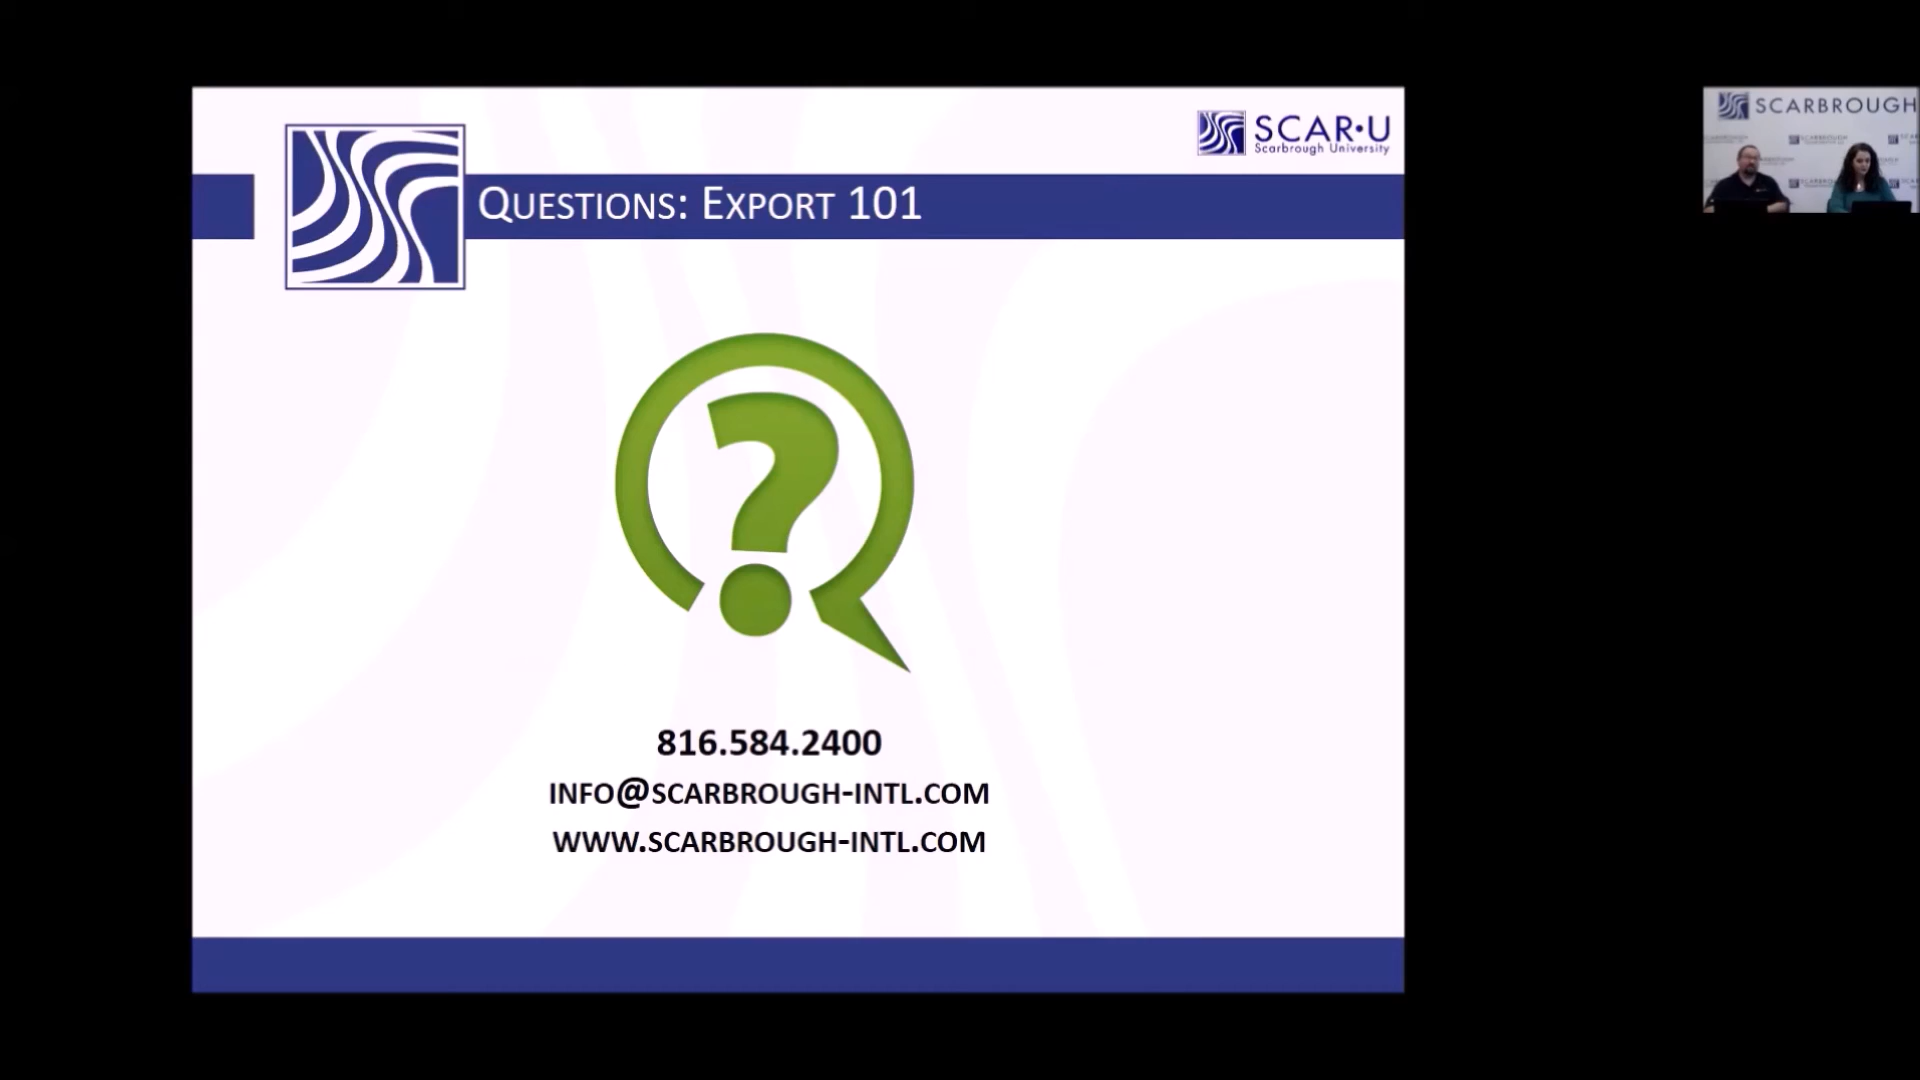 SCAR•U
Scarbrough University
QUESTIONS: EXPORT 101
816.584.2400
INFO@SCARBROUGH-INTL.COM
WWW.SCARBROUGH-INTL.COM
SCARBROUGH